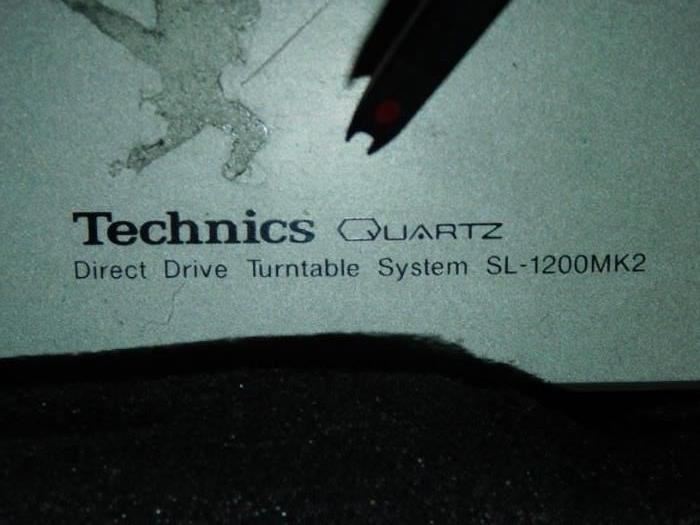 Technics QUARTZ
Direct Drive Turntable System SL-1200MK2